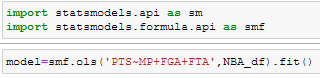 import statsmodels.api as sm
import statsmodels.formula.api as smf
model=smf.ols('PTS~MP+FGA+FTA',NBA_df).fit()